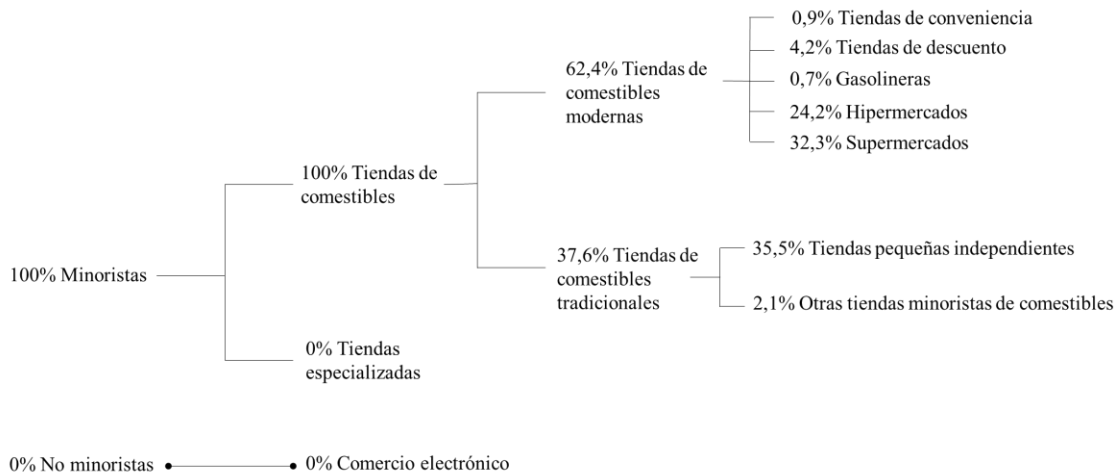 0,9% Tiendas de conveniencia
4,2% Tiendas de descuento
62,4% Tiendas de
comestibles
modernas
0,7% Gasolineras
24,2% Hipermercados
32,3% Supermercados
100% Tiendas de
comestibles
35,5% Tiendas pequeñas independientes
37,6% Tiendas de
comestibles
tradicionales
2,1% Otras tiendas minoristas de comestibles
100% Minoristas
0% Tiendas
especializadas
0% No minoristas
0% Comercio electrónico